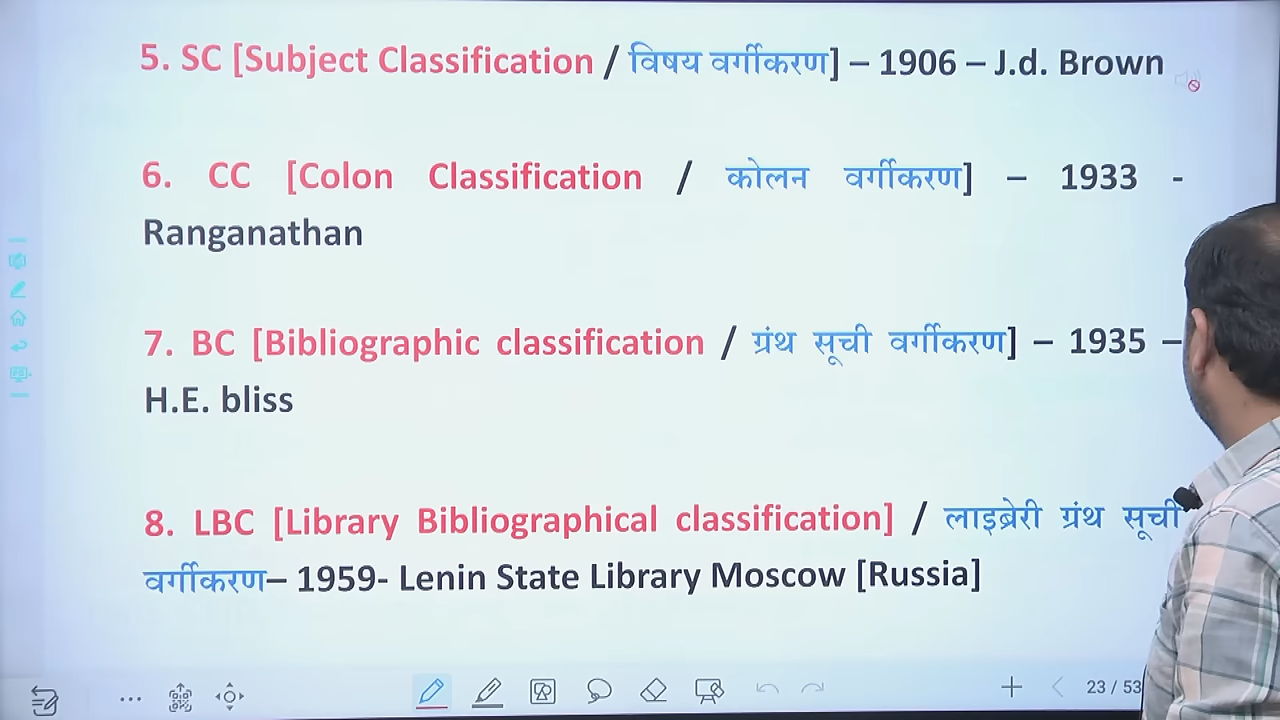 5. SC [Subject Classification / विषय वर्गीकरण] – 1906 – J.d. Brown
6. CC [Colon Classification / कोलन वर्गीकरण] – 1933 -
Ranganathan
7. BC [Bibliographic classification / ग्रंथ सूची वर्गीकरण] – 1935 –
H.E. bliss
8. LBC [Library Bibliographical classification] / लाइब्रेरी ग्रंथ सूची
वर्गीकरण– 1959- Lenin State Library Moscow [Russia]
23 / 53